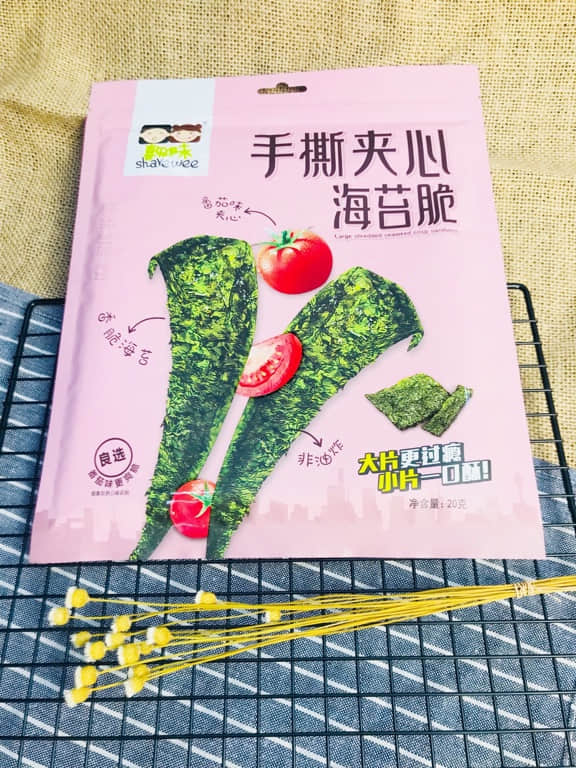 shakewee
手撕夹心
海苔脆
Large shredded seaweed crisp sandwich
番茄味
夹心
香脆海苔
非油炸
良选
大片更过瘾
小片一口酥!
净含量:20克